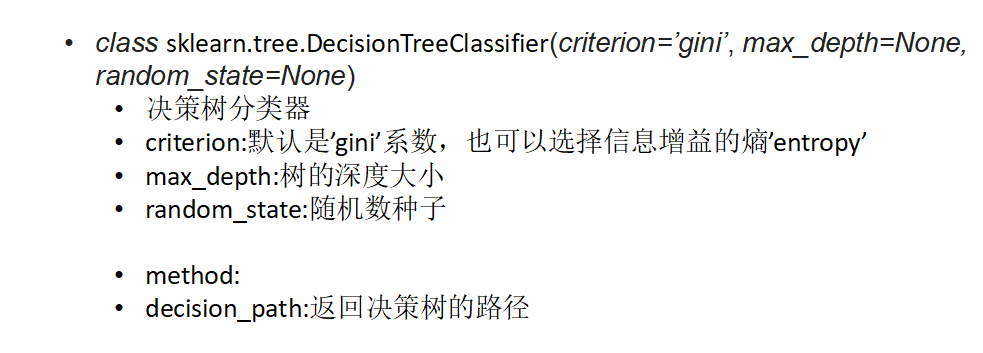 • class sklearn.tree.DecisionTreeClassifier(criterion=’gini’, max_depth=None,
random_state=None)
• 决策树分类器
• criterion:默认是’gini’系数，也可以选择信息增益的熵’entropy’
• max_depth:树的深度大小
• random_state:随机数种子
• method:
• decision_path:返回决策树的路径